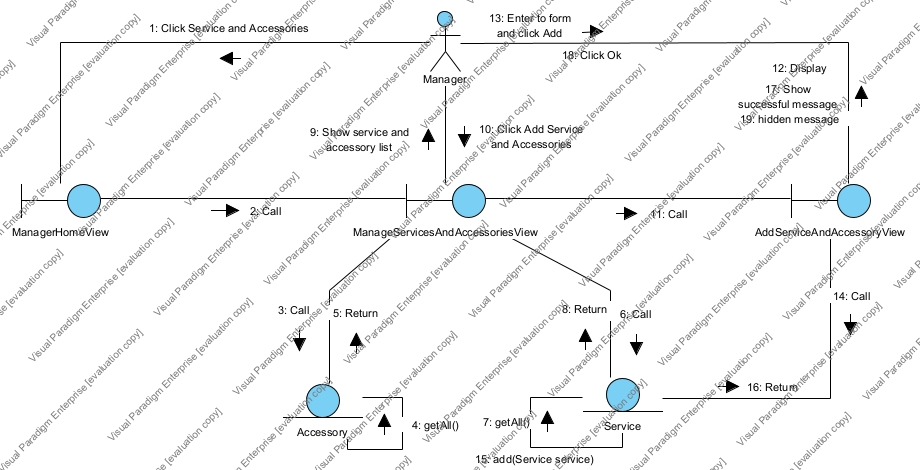 1: Click Service and Accessories
13: Enter to form
and click Add
18: Click Ok
Manager
12: Display
17: Show
successful message
19: hidden message
9: Show service and
accessory list
10: Click Add Service
and Accessories
2: Call
11: Call
ManagerHomeView
ManageServicesAndAccessoriesView
AddServiceAndAccessoryView
3: Call
5: Return
8: Return
6: Call
14: Call
16: Return
4: getAll()
7: getAll()
Accessory
Service
15: add(Service service)
Visual Paradigm Enterprise [evaluation copy]